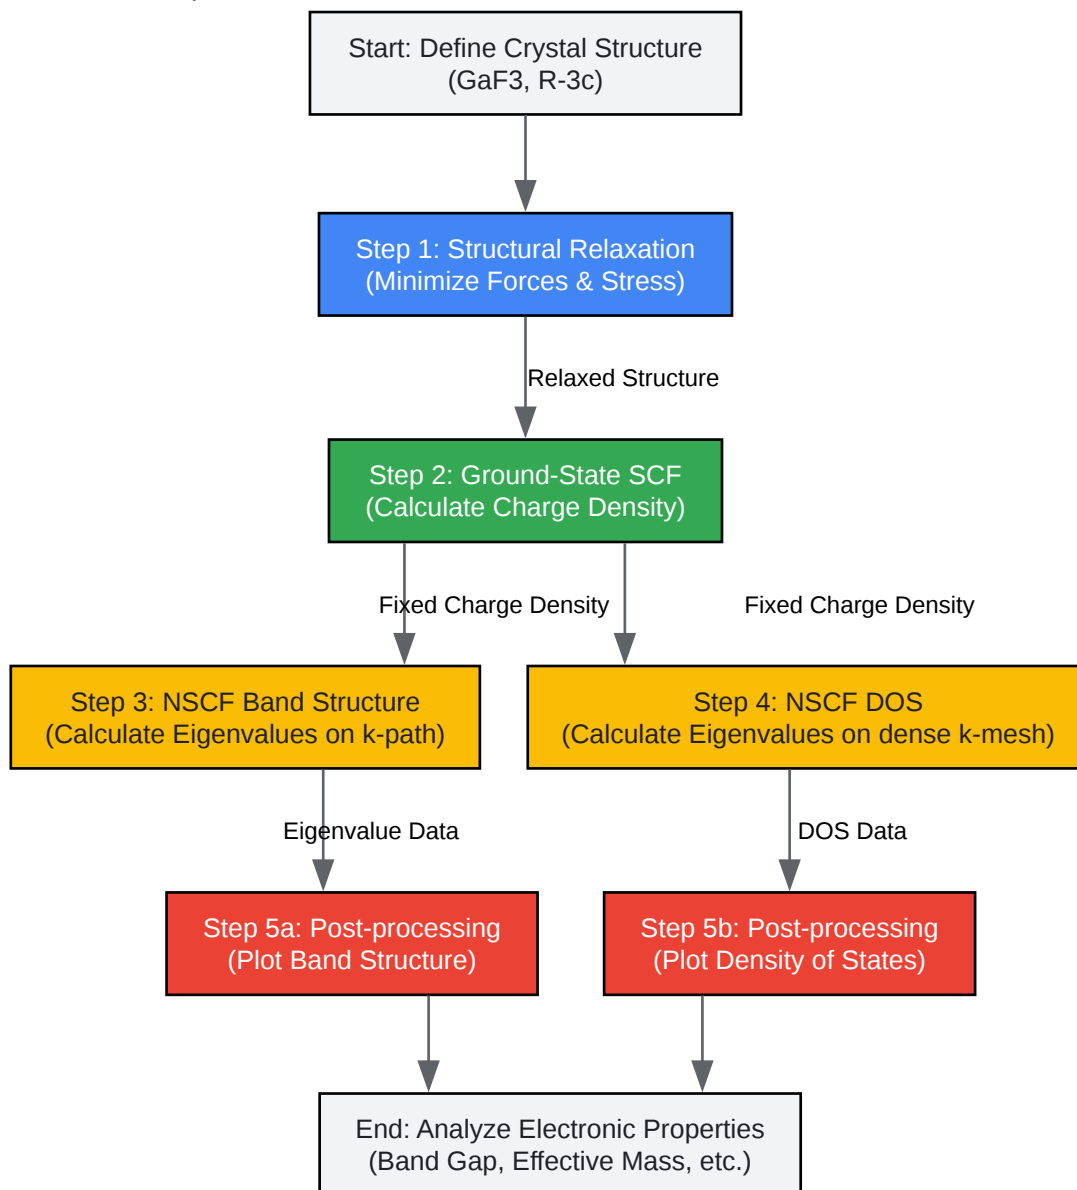 Start: Define Crystal Structure
(GaF3, R-3c)
Step 1: Structural Relaxation
(Minimize Forces & Stress)
Relaxed Structure
Step 2: Ground-State SCF
(Calculate Charge Density)
Fixed Charge Density
Fixed Charge Density
Step 3: NSCF Band Structure
(Calculate Eigenvalues on k-path)
Step 4: NSCF DOS
(Calculate Eigenvalues on dense k-mesh)
Eigenvalue Data
DOS Data
Step 5a: Post-processing
(Plot Band Structure)
Step 5b: Post-processing
(Plot Density of States)
End: Analyze Electronic Properties
(Band Gap, Effective Mass, etc.)